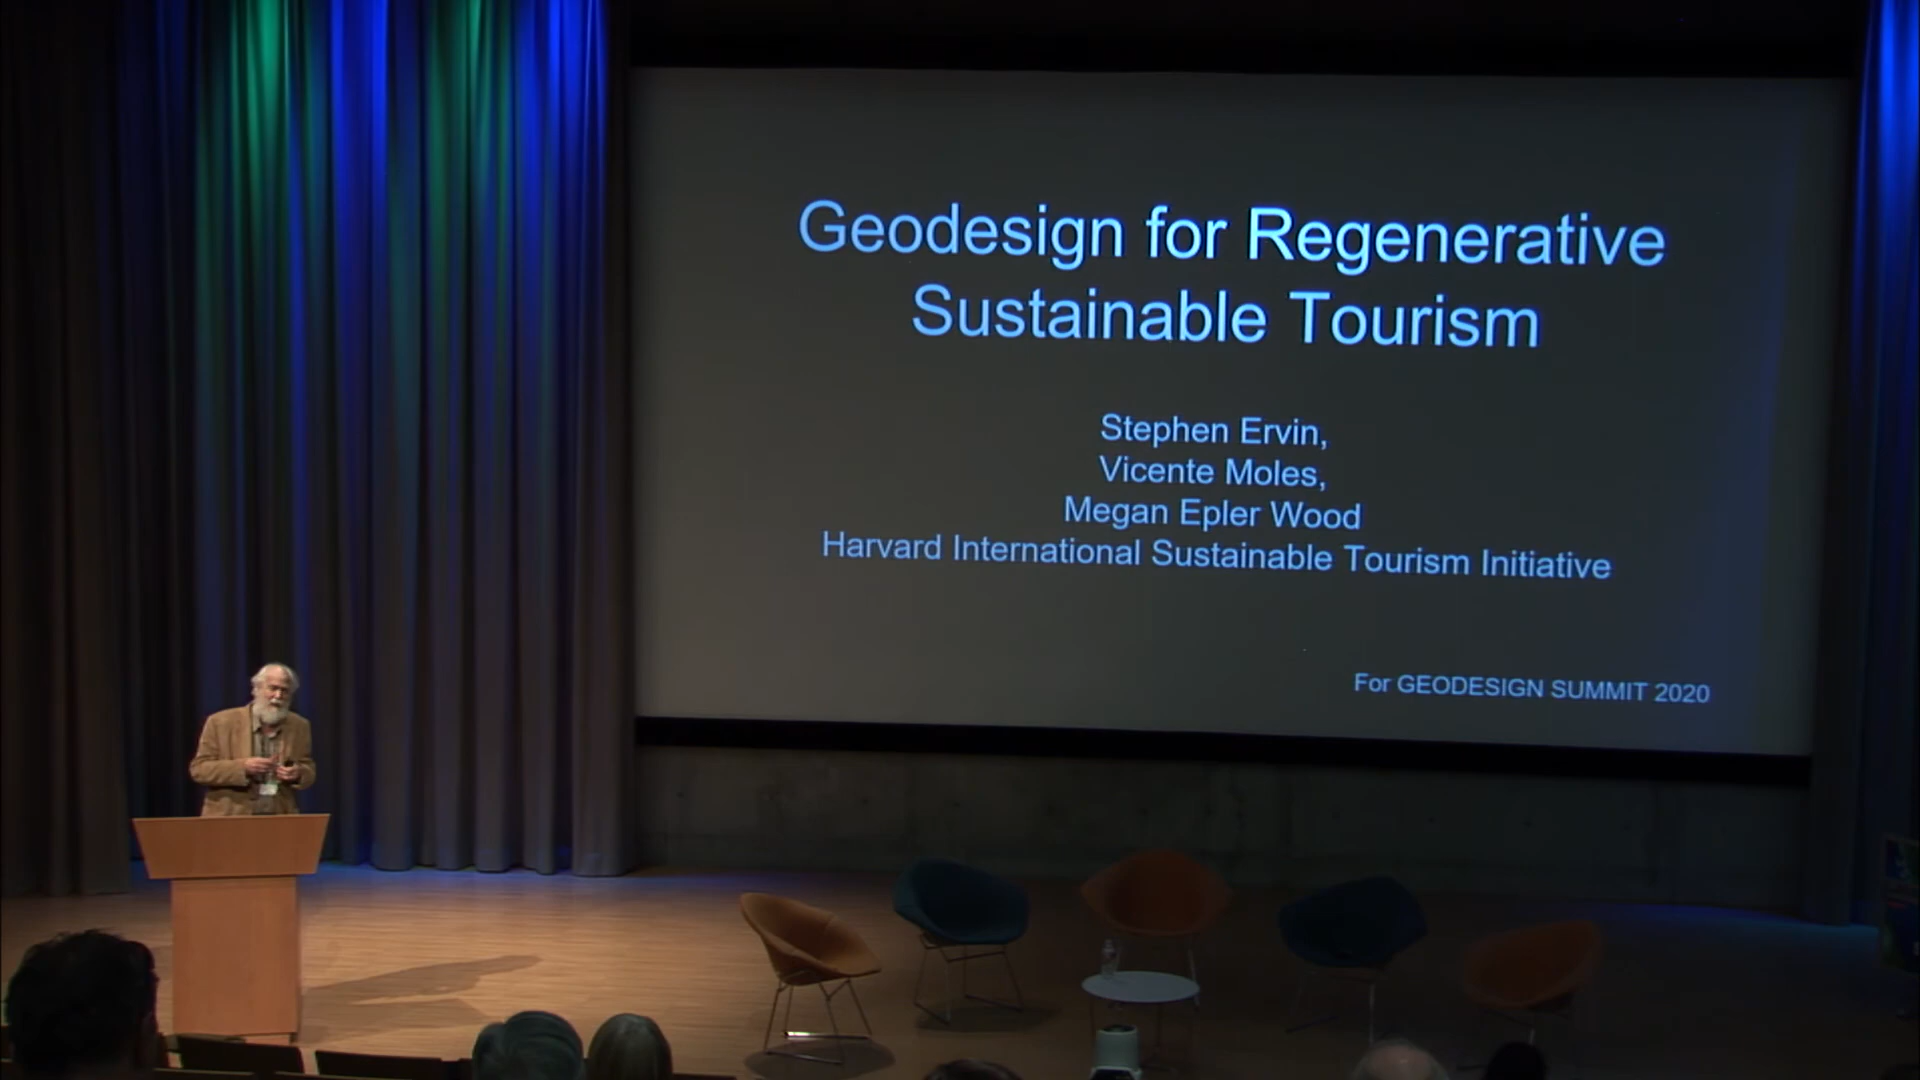 Geodesign for Regenerative
Sustainable Tourism
Stephen Ervin,
Vicente Moles,
Megan Epler Wood
Harvard International Sustainable Tourism Initiative
For GEODESIGN SUMMIT 2020